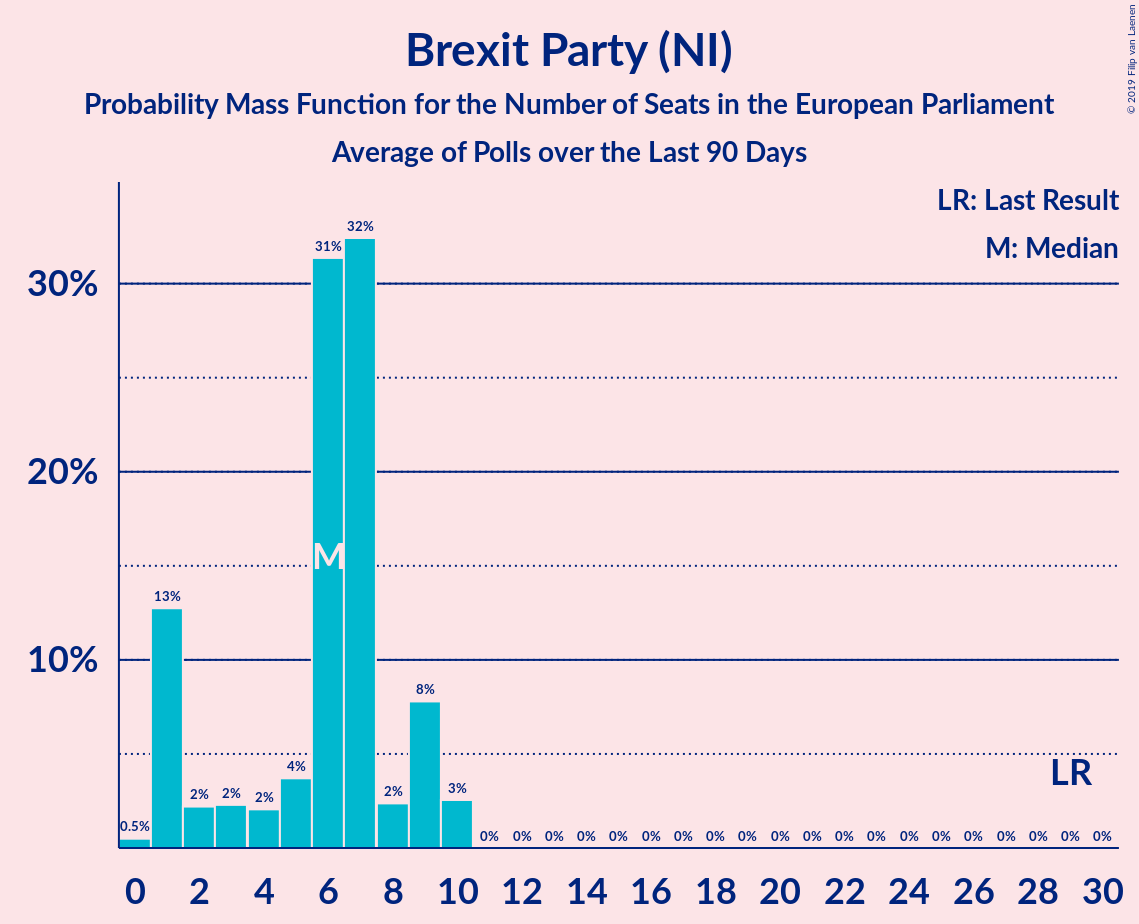 Brexit Party (NI)
Probability Mass Function for the Number of Seats in the European Parliament
Average of Polls over the Last 90 Days
© 2019 Filip van Laenen
LR: Last Result
M: Median
30%
20%
10%
0.5% 13% 2% 2% 2% 4% 31% 32% 2% 8% 3% 0% 0% 0% 0% 0% 0% 0% 0% 0% 0% 0% 0% 0% 0% 0% 0% 0% 0% 0% 0%
M
LR
0 2 4 6 8 10 12 14 16 18 20 22 24 26 28 30